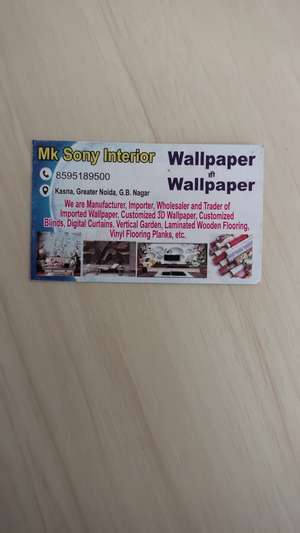 Mk Sony Interior
8595189500
Kasna, Greater Noida, G.B. Nagar
Wallpaper
ही
Wallpaper
We are Manufacturer, Importer, Wholesaler and Trader of
Imported Wallpaper, Customized 3D Wallpaper, Customized
Blinds, Digital Curtains, Vertical Garden, Laminated Wooden Flooring,
Vinyl Flooring Planks, etc.